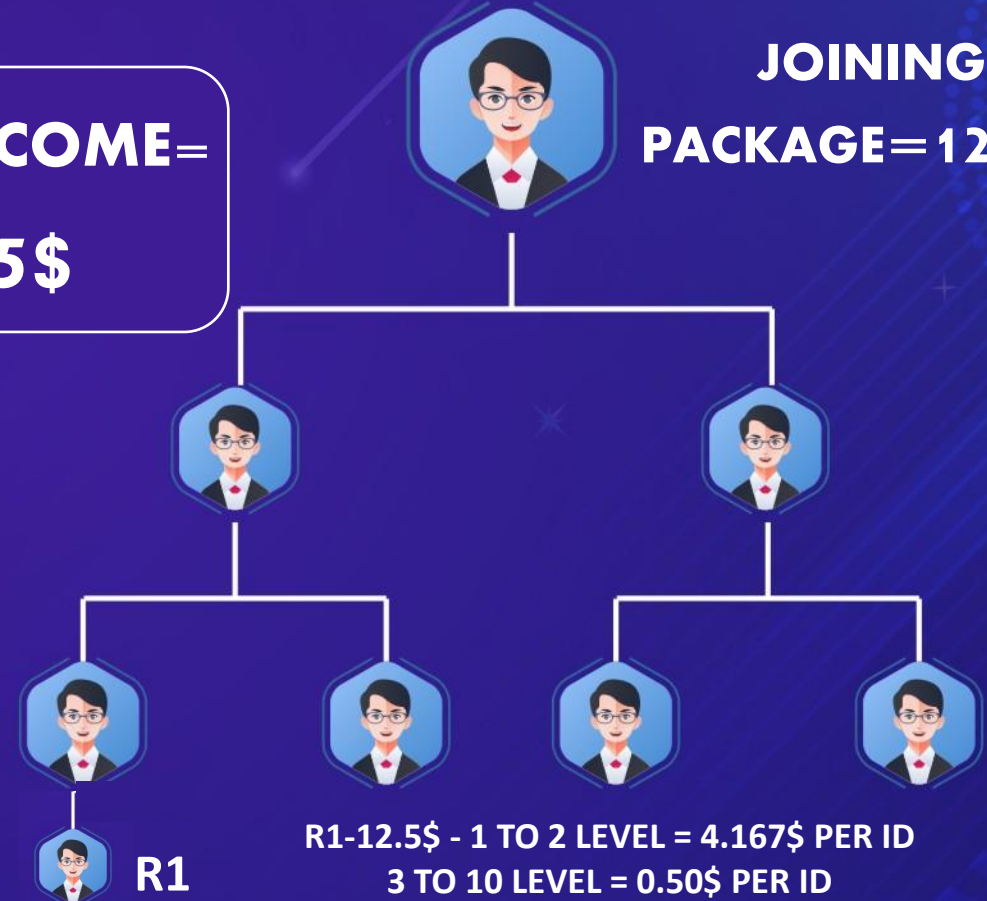 COME=
5$
JOINING
PACKAGE=12
R1
R1-12.5$ - 1 TO 2 LEVEL = 4.167$ PER ID
3 TO 10 LEVEL = 0.50$ PER ID